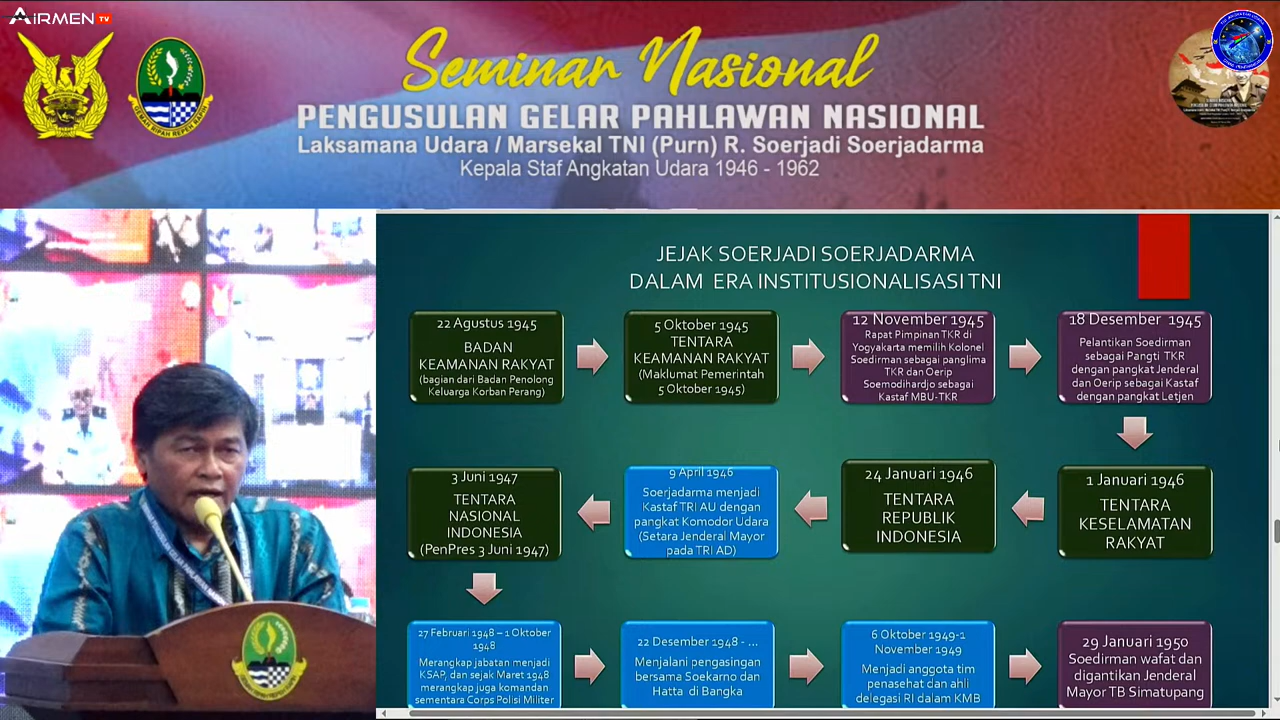 AIRMEN TV
Seminar Nasional
PENGUSULAN GELAR PAHLAWAN NASIONAL
Laksamana Udara / Marsekal TNI (Purn) R. Soerjadi Soerjadarma
Kepala Staf Angkatan Udara 1946 - 1962
JEJAK SOERJADI SOERJADARMA
DALAM ERA INSTITUSIONALISASI TNI
22 Agustus 1945
BADAN
KEAMANAN RAKYAT
(bagian dari Badan Penolong
Keluarga Korban Perang)
5 Oktober 1945
TENTARA
KEAMANAN RAKYAT
(Maklumat Pemerintah
5 Oktober 1945)
12 November 1945
Rapat Pimpinan TKR di
Yogyakarta memilih Kolonel
Soedirman sebagai panglima
TKR dan Oerip
Soemodihardjo sebagai
Kastaf MBU-TKR
18 Desember 1945
Pelantikan Soedirman
sebagai Pangti TKR
dengan pangkat Jenderal
dan Oerip sebagai Kastaf
dengan pangkat Letjen
3 Juni 1947
TENTARA
NASIONAL
INDONESIA
(PenPres 3 Juni 1947)
9 April 1946
Soerjadarma menjadi
Kastaf TRI AU dengan
pangkat Komodor Udara
(Setara Jenderal Mayor
pada TRI AD)
24 Januari 1946
TENTARA
REPUBLIK
INDONESIA
1 Januari 1946
TENTARA
KESELAMATAN
RAKYAT
27 Februari 1948 – 1 Oktober
1948
Merangkap jabatan menjadi
KSAP, dan sejak Maret 1948
merangkap juga komandan
sementara Corps Polisi Militer
22 Desember 1948 - ...
Menjalani pengasingan
bersama Soekarno dan
Hatta di Bangka
6 Oktober 1949-1
November 1949
Menjadi anggota tim
penasehat dan ahli
delegasi RI dalam KMB
29 Januari 1950
Soedirman wafat dan
digantikan Jenderal
Mayor TB Simatupang